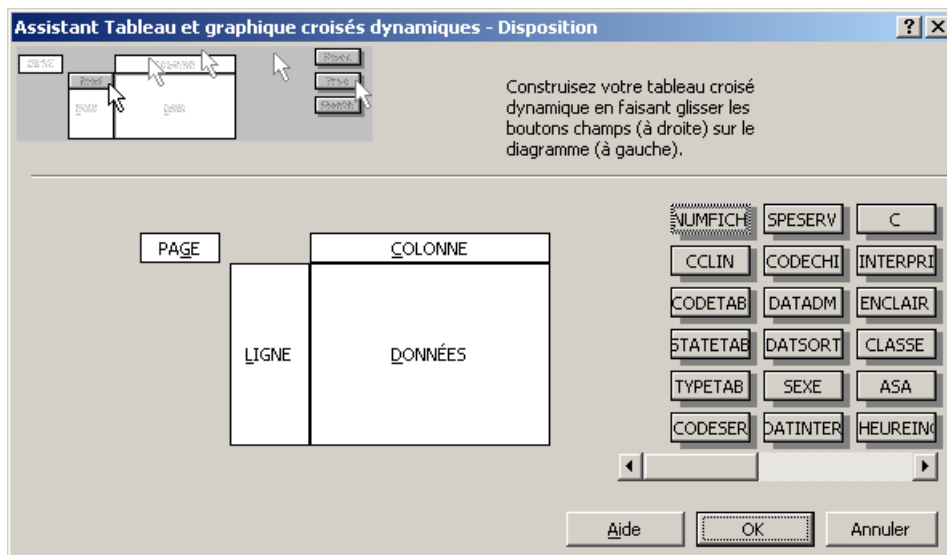 Assistant Tableau et graphique croisés dynamiques - Disposition
Construisez votre tableau croisé
dynamique en faisant glisser les
boutons champs (à droite) sur le
diagramme (à gauche).
PAGE
COLONNE
LIGNE
DONNÉES
NUMFICH SPESERV C
CCLIN CODECHI INTERPRI
CODETAB DATADM ENCLAIR
STATETAB DATSORT CLASSE
TYPETAB SEXE ASA
CODESER DATINTER HEUREINC
Aide OK Annuler